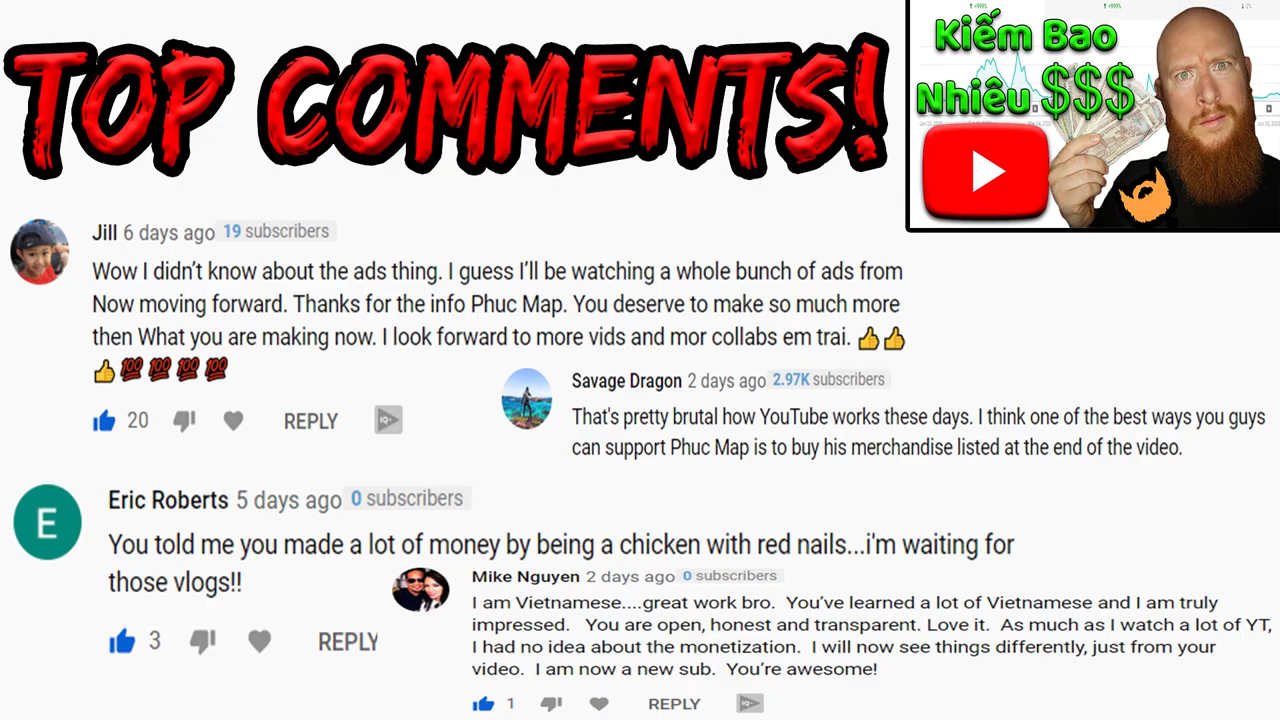 TOP COMMENTS!
Kiếm Bao
Nhiêu $$$
Jill 6 days ago 19 subscribers
Wow I didn't know about the ads thing. I guess I'll be watching a whole bunch of ads from
Now moving forward. Thanks for the info Phuc Map. You deserve to make so much more
then What you are making now. I look forward to more vids and mor collabs em trai. 👍👍
👍💯💯💯💯
20 REPLY IQ+
Savage Dragon 2 days ago 2.97K subscribers
That's pretty brutal how YouTube works these days. I think one of the best ways you guys
can support Phuc Map is to buy his merchandise listed at the end of the video.
E
Eric Roberts 5 days ago 0 subscribers
You told me you made a lot of money by being a chicken with red nails...i'm waiting for
those vlogs!!
3 REPLY
Mike Nguyen 2 days ago 0 subscribers
I am Vietnamese....great work bro. You've learned a lot of Vietnamese and I am truly
impressed. You are open, honest and transparent. Love it. As much as I watch a lot of YT,
I had no idea about the monetization. I will now see things differently, just from your
video. I am now a new sub. You're awesome!
1 REPLY IQ+